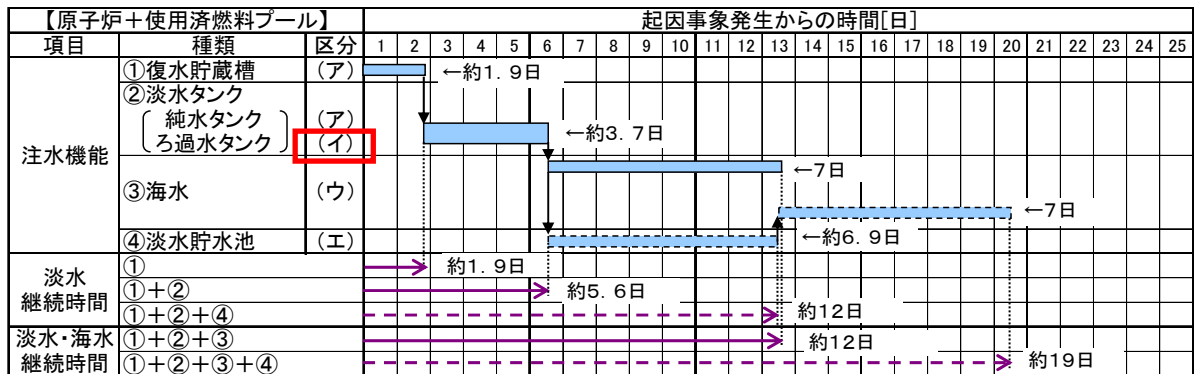 【原子炉+使用済燃料プール】 起因事象発生からの時間[日]
項目 種類 区分 1 2 3 4 5 6 7 8 9 10 11 12 13 14 15 16 17 18 19 20 21 22 23 24 25
注水機能
①復水貯蔵槽 (ア) ←約1.9日
②淡水タンク
純水タンク (ア)
ろ過水タンク (イ) ←約3.7日
③海水 (ウ) ←7日
←7日
④淡水貯水池 (エ) ←約6.9日
淡水
継続時間
① 約1.9日
①+② 約5.6日
①+②+④ 約12日
淡水・海水
継続時間
①+②+③ 約12日
①+②+③+④ 約19日